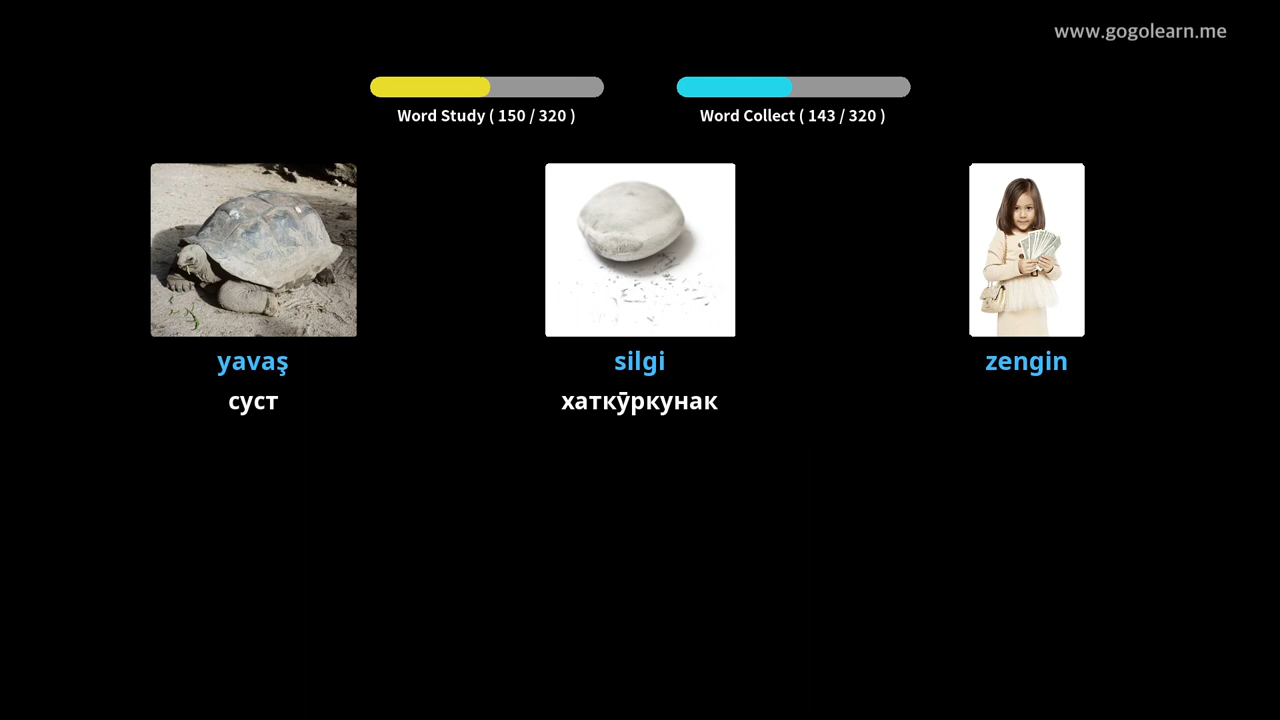 www.gogolearn.me
Word Study ( 150 / 320 )
Word Collect ( 143 / 320 )
yavaş
silgi
zengin
суст
хаткӯркунак